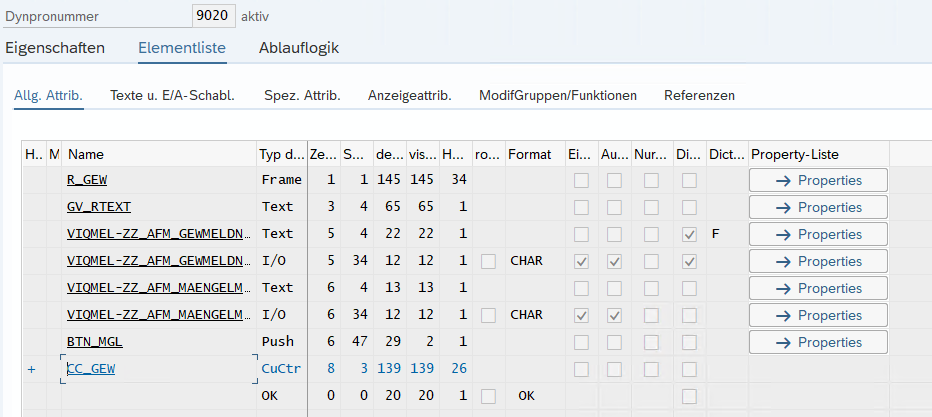 Dynpronummer 9020 aktiv
Eigenschaften Elementliste Ablauflogik
Allg. Attrib. Texte u. E/A-Schabl. Spez. Attrib. Anzeigeattrib. ModifGruppen/Funktionen Referenzen
H.. M Name Typ d... Ze... S... de... vis... H... ro... Format Ei... Au... Nur... Di... Dict... Property-Liste
R_GEW Frame 1 1 145 145 34 → Properties
GV_RTEXT Text 3 4 65 65 1 → Properties
VIQMEL-ZZ_AFM_GEWMELDN... Text 5 4 22 22 1 F → Properties
VIQMEL-ZZ_AFM_GEWMELDN... I/O 5 34 12 12 1 CHAR → Properties
VIQMEL-ZZ_AFM_MAENGELM... Text 6 4 13 13 1 → Properties
VIQMEL-ZZ_AFM_MAENGELM... I/O 6 34 12 12 1 CHAR → Properties
BTN_MGL Push 6 47 29 2 1 → Properties
+ CC_GEW CuCtr 8 3 139 139 26
OK 0 0 20 20 1 OK